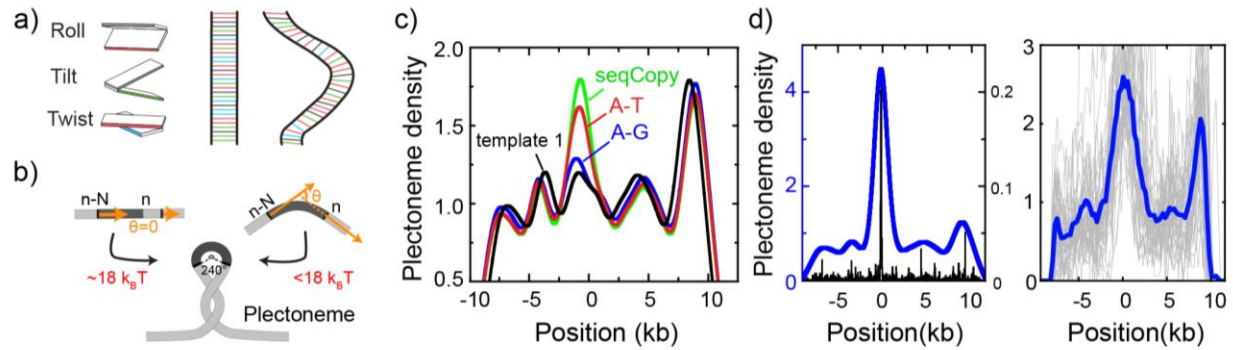 a)
Roll
Tilt
Twist
b)
n-N
n
θ=0
n-N
θ
n
~18 k_BT
240°
<18 k_BT
Plectoneme
c)
Plectoneme density
2.0
1.5
1.0
0.5
seqCopy
A-T
A-G
template 1
-10
-5
0
5
10
Position (kb)
d)
Plectoneme density
4
2
0
0.2
0.1
0
-5
0
5
10
Position(kb)
3
2
1
0
-5
0
5
10
Position(kb)